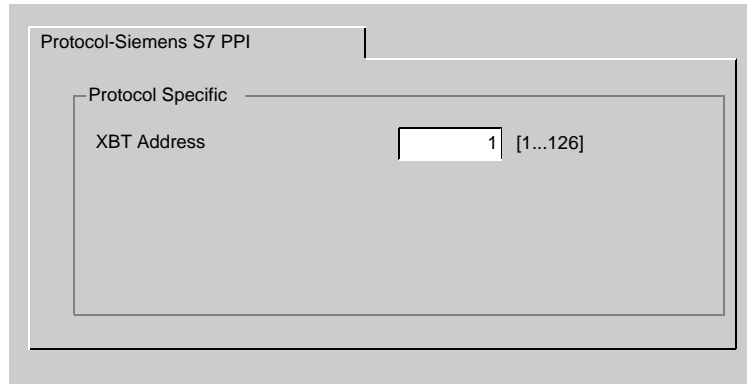 Protocol-Siemens S7 PPI
Protocol Specific
XBT Address 1 [1...126]